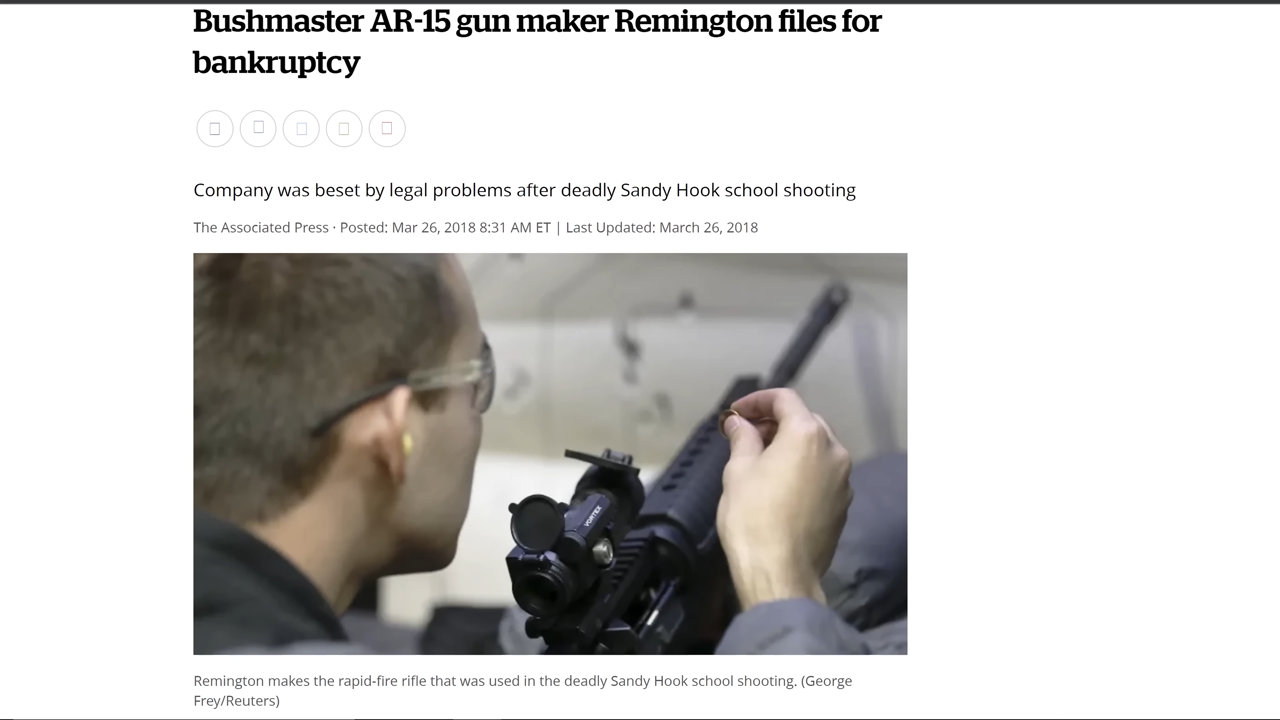 Bushmaster AR-15 gun maker Remington files for
bankruptcy
Company was beset by legal problems after deadly Sandy Hook school shooting
The Associated Press · Posted: Mar 26, 2018 8:31 AM ET | Last Updated: March 26, 2018
VORTEX
Remington makes the rapid-fire rifle that was used in the deadly Sandy Hook school shooting. (George
Frey/Reuters)